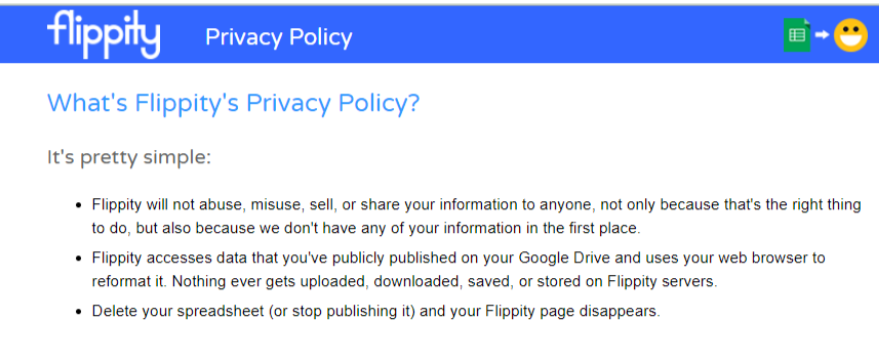 flippity Privacy Policy
What's Flippity's Privacy Policy?
It's pretty simple:
• Flippity will not abuse, misuse, sell, or share your information to anyone, not only because that's the right thing
to do, but also because we don't have any of your information in the first place.
• Flippity accesses data that you've publicly published on your Google Drive and uses your web browser to
reformat it. Nothing ever gets uploaded, downloaded, saved, or stored on Flippity servers.
• Delete your spreadsheet (or stop publishing it) and your Flippity page disappears.